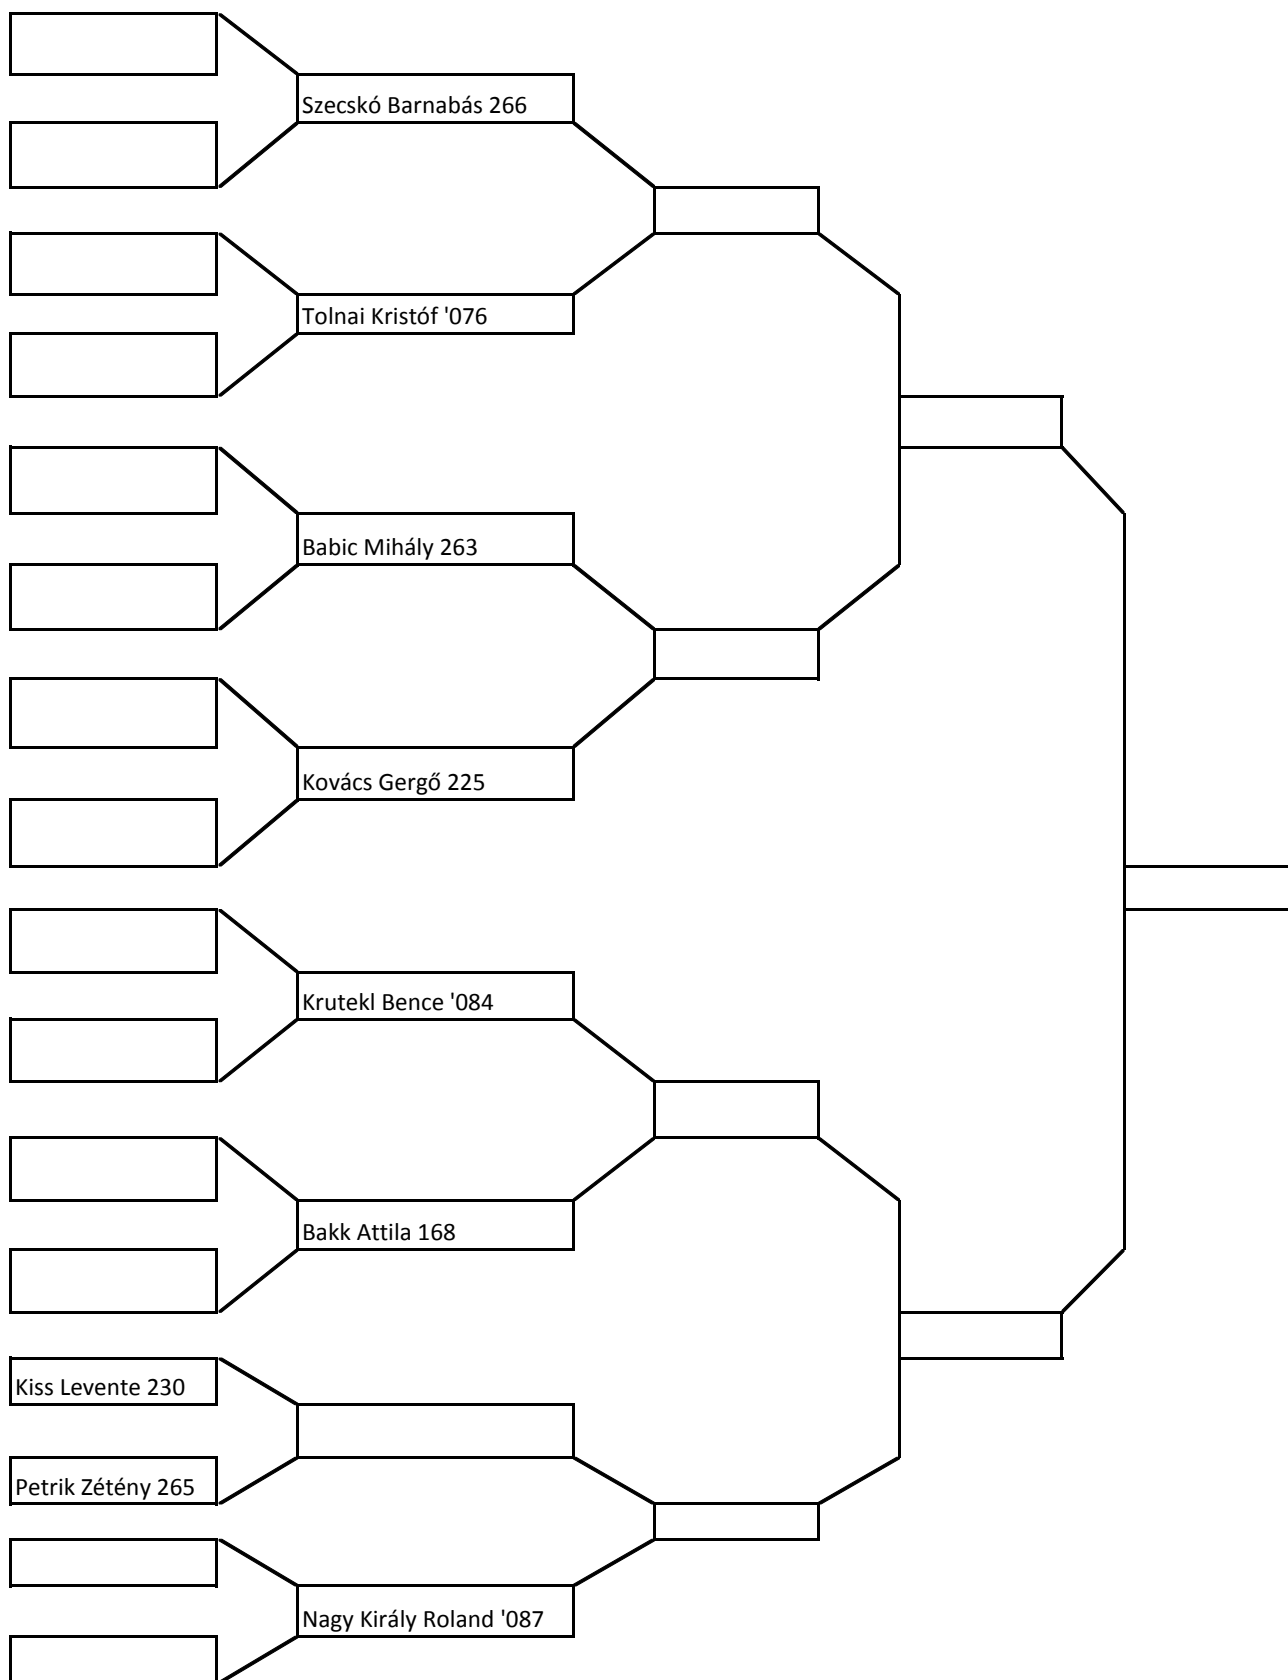 Szecskó Barnabás 266
Tolnai Kristóf '076
Babic Mihály 263
Kovács Gergő 225
Krutekl Bence '084
Bakk Attila 168
Kiss Levente 230
Petrik Zétény 265
Nagy Király Roland '087